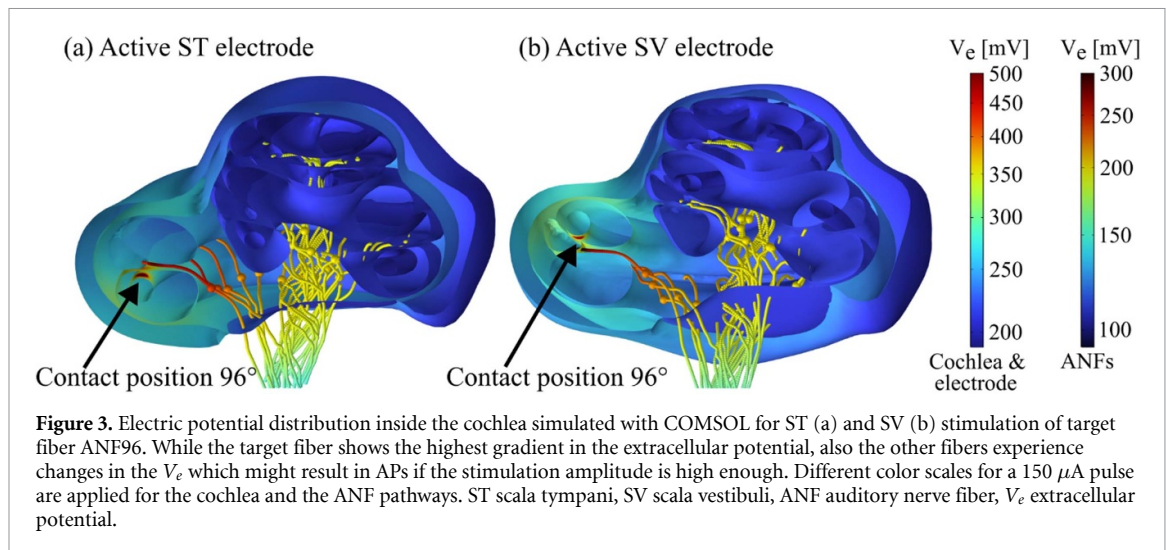 (a) Active ST electrode
(b) Active SV electrode
Vₑ [mV]
500
450
400
350
300
250
200
Cochlea &
electrode
Vₑ [mV]
300
200
150
100
ANFs
Contact position 96°
Contact position 96°
Figure 3. Electric potential distribution inside the cochlea simulated with COMSOL for ST (a) and SV (b) stimulation of target
fiber ANF96. While the target fiber shows the highest gradient in the extracellular potential, also the other fibers experience
changes in the Vₑ which might result in APs if the stimulation amplitude is high enough. Different color scales for a 150 μA pulse
are applied for the cochlea and the ANF pathways. ST scala tympani, SV scala vestibuli, ANF auditory nerve fiber, Vₑ extracellular
potential.